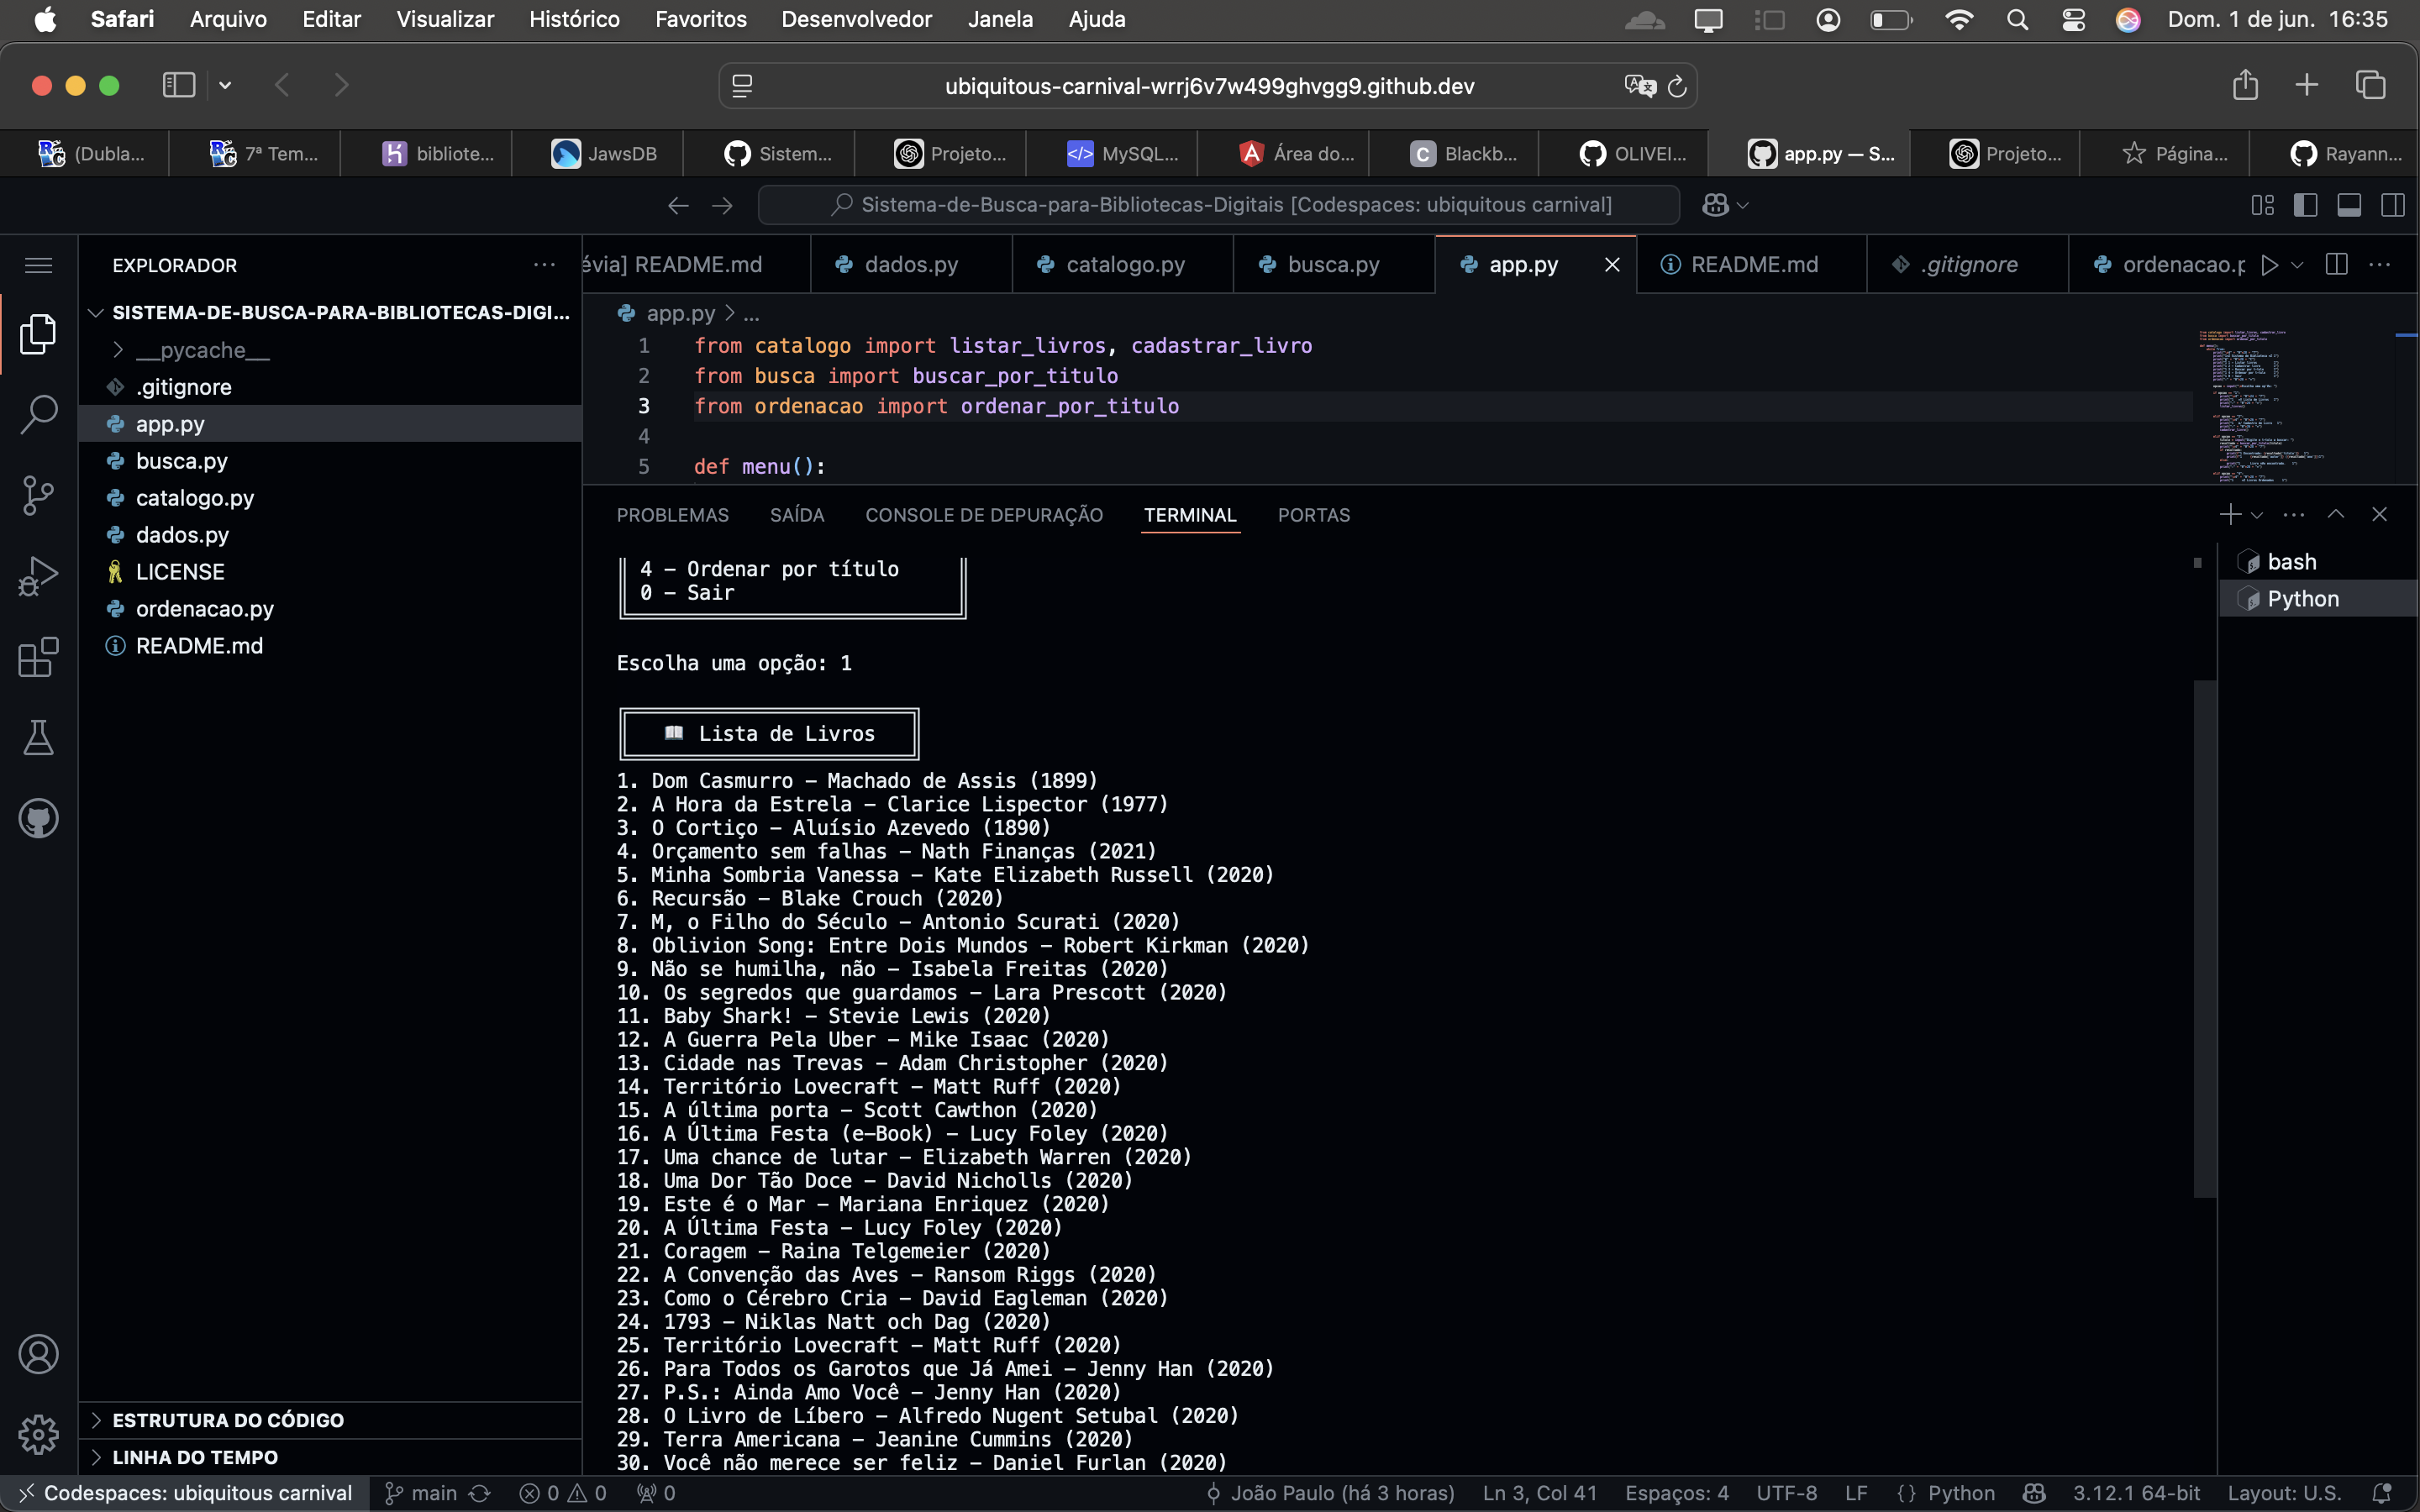 Safari Arquivo Editar Visualizar Histórico Favoritos Desenvolvedor Janela Ajuda Dom. 1 de jun. 16:35
ubiquitous-carnival-wrrj6v7w499ghvgg9.github.dev
(Dubla... 7ª Tem... bibliote... JawsDB Sistem... Projeto... MySQL... Área do... Blackb... OLIVEI... app.py — S... Projeto... Página... Rayann...
Sistema-de-Busca-para-Bibliotecas-Digitais [Codespaces: ubiquitous carnival]
EXPLORADOR
SISTEMA-DE-BUSCA-PARA-BIBLIOTECAS-DIGI...
__pycache__
.gitignore
app.py
busca.py
catalogo.py
dados.py
LICENSE
ordenacao.py
README.md
ESTRUTURA DO CÓDIGO
LINHA DO TEMPO
évia] README.md dados.py catalogo.py busca.py app.py README.md .gitignore ordenacao.p
app.py > ...
1 from catalogo import listar_livros, cadastrar_livro
2 from busca import buscar_por_titulo
3 from ordenacao import ordenar_por_titulo
4
5 def menu():
PROBLEMAS SAÍDA CONSOLE DE DEPURAÇÃO TERMINAL PORTAS
bash
Python
4 - Ordenar por título
0 - Sair
Escolha uma opção: 1
Lista de Livros
1. Dom Casmurro - Machado de Assis (1899)
2. A Hora da Estrela - Clarice Lispector (1977)
3. O Cortiço - Aluísio Azevedo (1890)
4. Orçamento sem falhas - Nath Finanças (2021)
5. Minha Sombria Vanessa - Kate Elizabeth Russell (2020)
6. Recursão - Blake Crouch (2020)
7. M, o Filho do Século - Antonio Scurati (2020)
8. Oblivion Song: Entre Dois Mundos - Robert Kirkman (2020)
9. Não se humilha, não - Isabela Freitas (2020)
10. Os segredos que guardamos - Lara Prescott (2020)
11. Baby Shark! - Stevie Lewis (2020)
12. A Guerra Pela Uber - Mike Isaac (2020)
13. Cidade nas Trevas - Adam Christopher (2020)
14. Território Lovecraft - Matt Ruff (2020)
15. A última porta - Scott Cawthon (2020)
16. A Última Festa (e-Book) - Lucy Foley (2020)
17. Uma chance de lutar - Elizabeth Warren (2020)
18. Uma Dor Tão Doce - David Nicholls (2020)
19. Este é o Mar - Mariana Enriquez (2020)
20. A Última Festa - Lucy Foley (2020)
21. Coragem - Raina Telgemeier (2020)
22. A Convenção das Aves - Ransom Riggs (2020)
23. Como o Cérebro Cria - David Eagleman (2020)
24. 1793 - Niklas Natt och Dag (2020)
25. Território Lovecraft - Matt Ruff (2020)
26. Para Todos os Garotos que Já Amei - Jenny Han (2020)
27. P.S.: Ainda Amo Você - Jenny Han (2020)
28. O Livro de Líbero - Alfredo Nugent Setubal (2020)
29. Terra Americana - Jeanine Cummins (2020)
30. Você não merece ser feliz - Daniel Furlan (2020)
Codespaces: ubiquitous carnival main 0 0 0 João Paulo (há 3 horas) Ln 3, Col 41 Espaços: 4 UTF-8 LF {} Python 3.12.1 64-bit Layout: U.S.